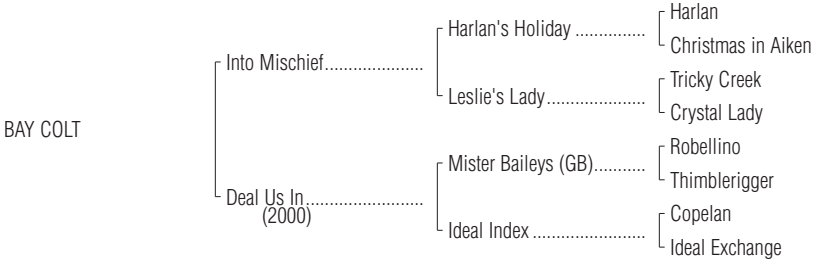 Harlan
Harlan's Holiday ...............
Christmas in Aiken
Into Mischief.....................
Tricky Creek
Leslie's Lady.....................
Crystal Lady
BAY COLT
Robellino
Mister Baileys (GB)...........
Thimblerigger
Deal Us In.........................
(2000)
Copelan
Ideal Index ........................
Ideal Exchange